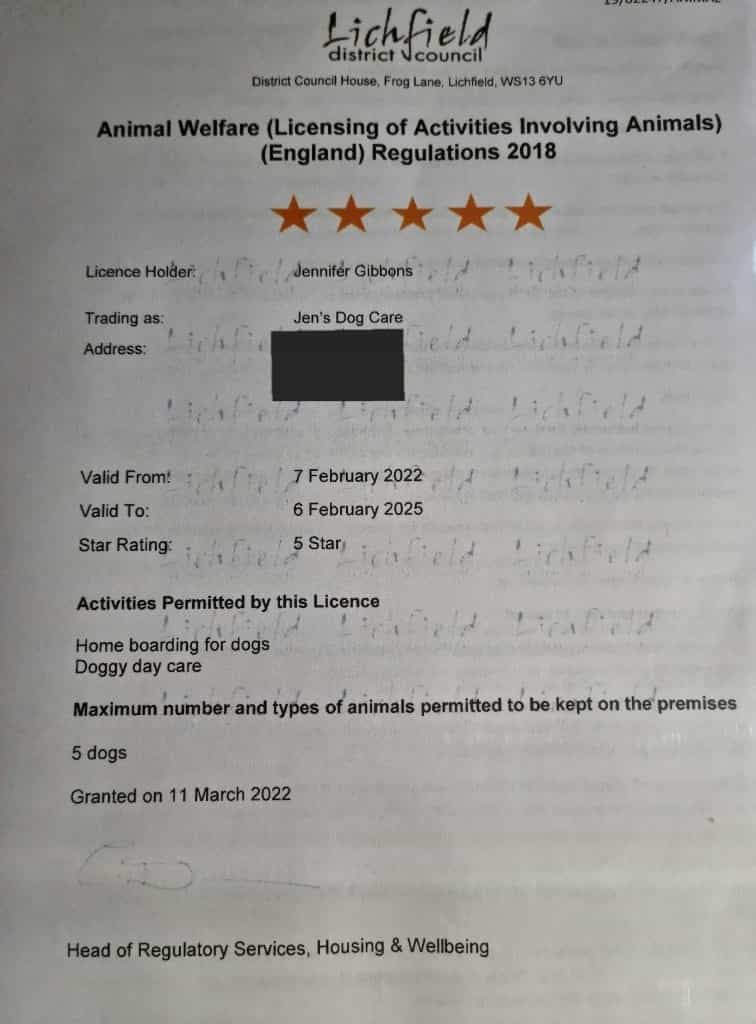 Lichfield
district council
District Council House, Frog Lane, Lichfield, WS13 6YU
Animal Welfare (Licensing of Activities Involving Animals)
(England) Regulations 2018
Licence Holder: Jennifer Gibbons
Trading as: Jen's Dog Care
Address:
Valid From: 7 February 2022
Valid To: 6 February 2025
Star Rating: 5 Star
Activities Permitted by this Licence
Home boarding for dogs
Doggy day care
Maximum number and types of animals permitted to be kept on the premises
5 dogs
Granted on 11 March 2022
Head of Regulatory Services, Housing & Wellbeing